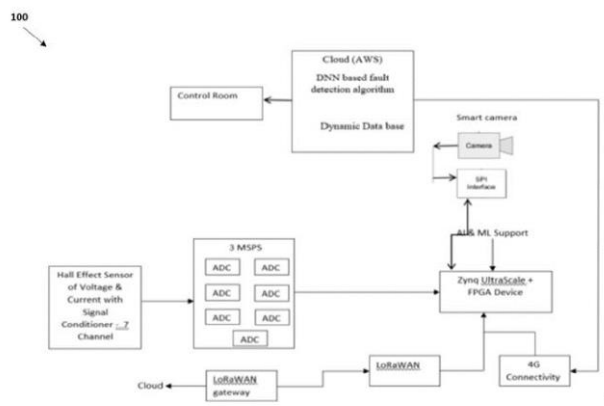 100
Cloud (AWS)
DNN based fault
detection algorithm
Dynamic Data base
Control Room
Smart camera
Camera
SPI
Interface
AI & ML Support
3 MSPS
ADC ADC
ADC ADC
ADC ADC
ADC
Hall Effect Sensor
of Voltage &
Current with
Signal
Conditioner - 7
Channel
Zynq UltraScale +
FPGA Device
LoRaWAN
4G
Connectivity
Cloud
LoRaWAN
gateway